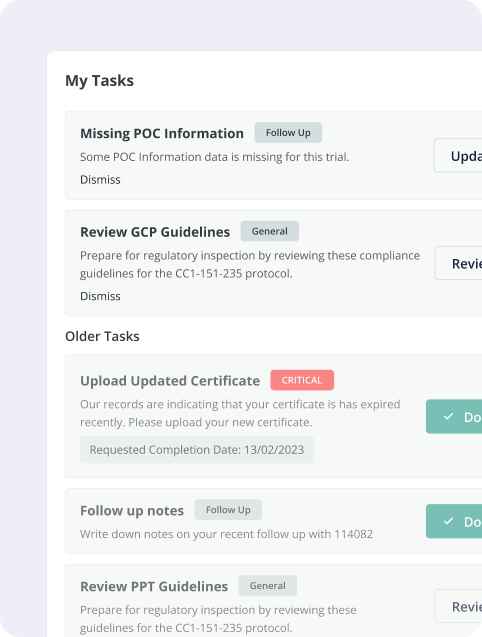 My Tasks
Missing POC Information Follow Up
Some POC Information data is missing for this trial.
Upda
Dismiss
Review GCP Guidelines General
Prepare for regulatory inspection by reviewing these compliance
guidelines for the CC1-151-235 protocol.
Revie
Dismiss
Older Tasks
Upload Updated Certificate CRITICAL
Our records are indicating that your certificate is has expired
recently. Please upload your new certificate.
Do
Requested Completion Date: 13/02/2023
Follow up notes Follow Up
Do
Write down notes on your recent follow up with 114082
Review PPT Guidelines General
Prepare for regulatory inspection by reviewing these
Revie
guidelines for the CC1-151-235 protocol.